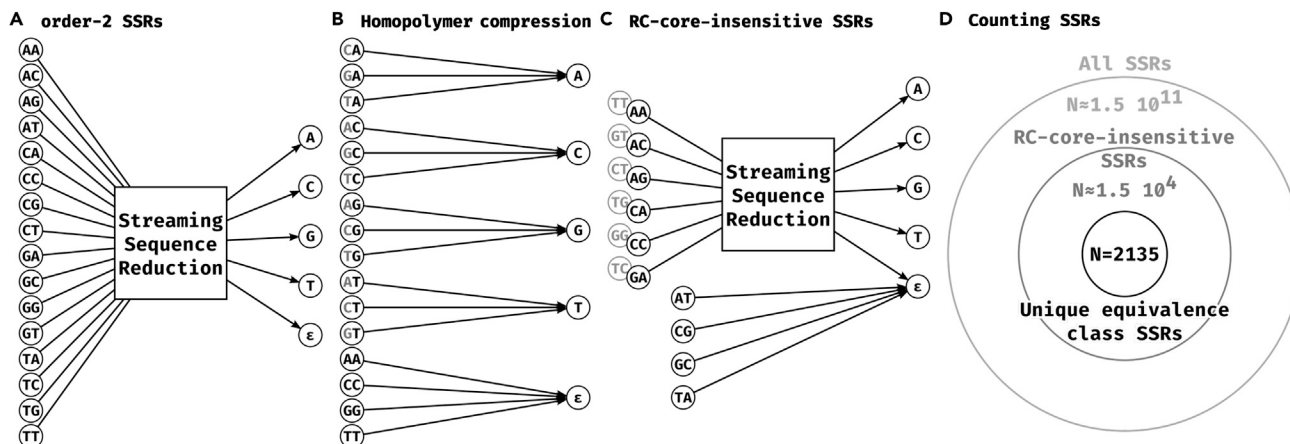 A order-2 SSRs
AA
AC
AG
AT
CA
CC
CG
CT
GA
GC
GG
GT
TA
TC
TG
TT
Streaming
Sequence
Reduction
A
C
G
T
ε
B Homopolymer compression
CA
GA
TA
AC
GC
TC
AG
CG
TG
AT
CT
GT
AA
CC
GG
TT
A
C
G
T
ε
C RC-core-insensitive SSRs
TT AA
GT AC
CT AG
TG CA
GG CC
TC GA
AT
CG
GC
TA
Streaming
Sequence
Reduction
A
C
G
T
ε
D Counting SSRs
All SSRs
N≈1.5 10^11
RC-core-insensitive
SSRs
N≈1.5 10^4
N=2135
Unique equivalence
class SSRs